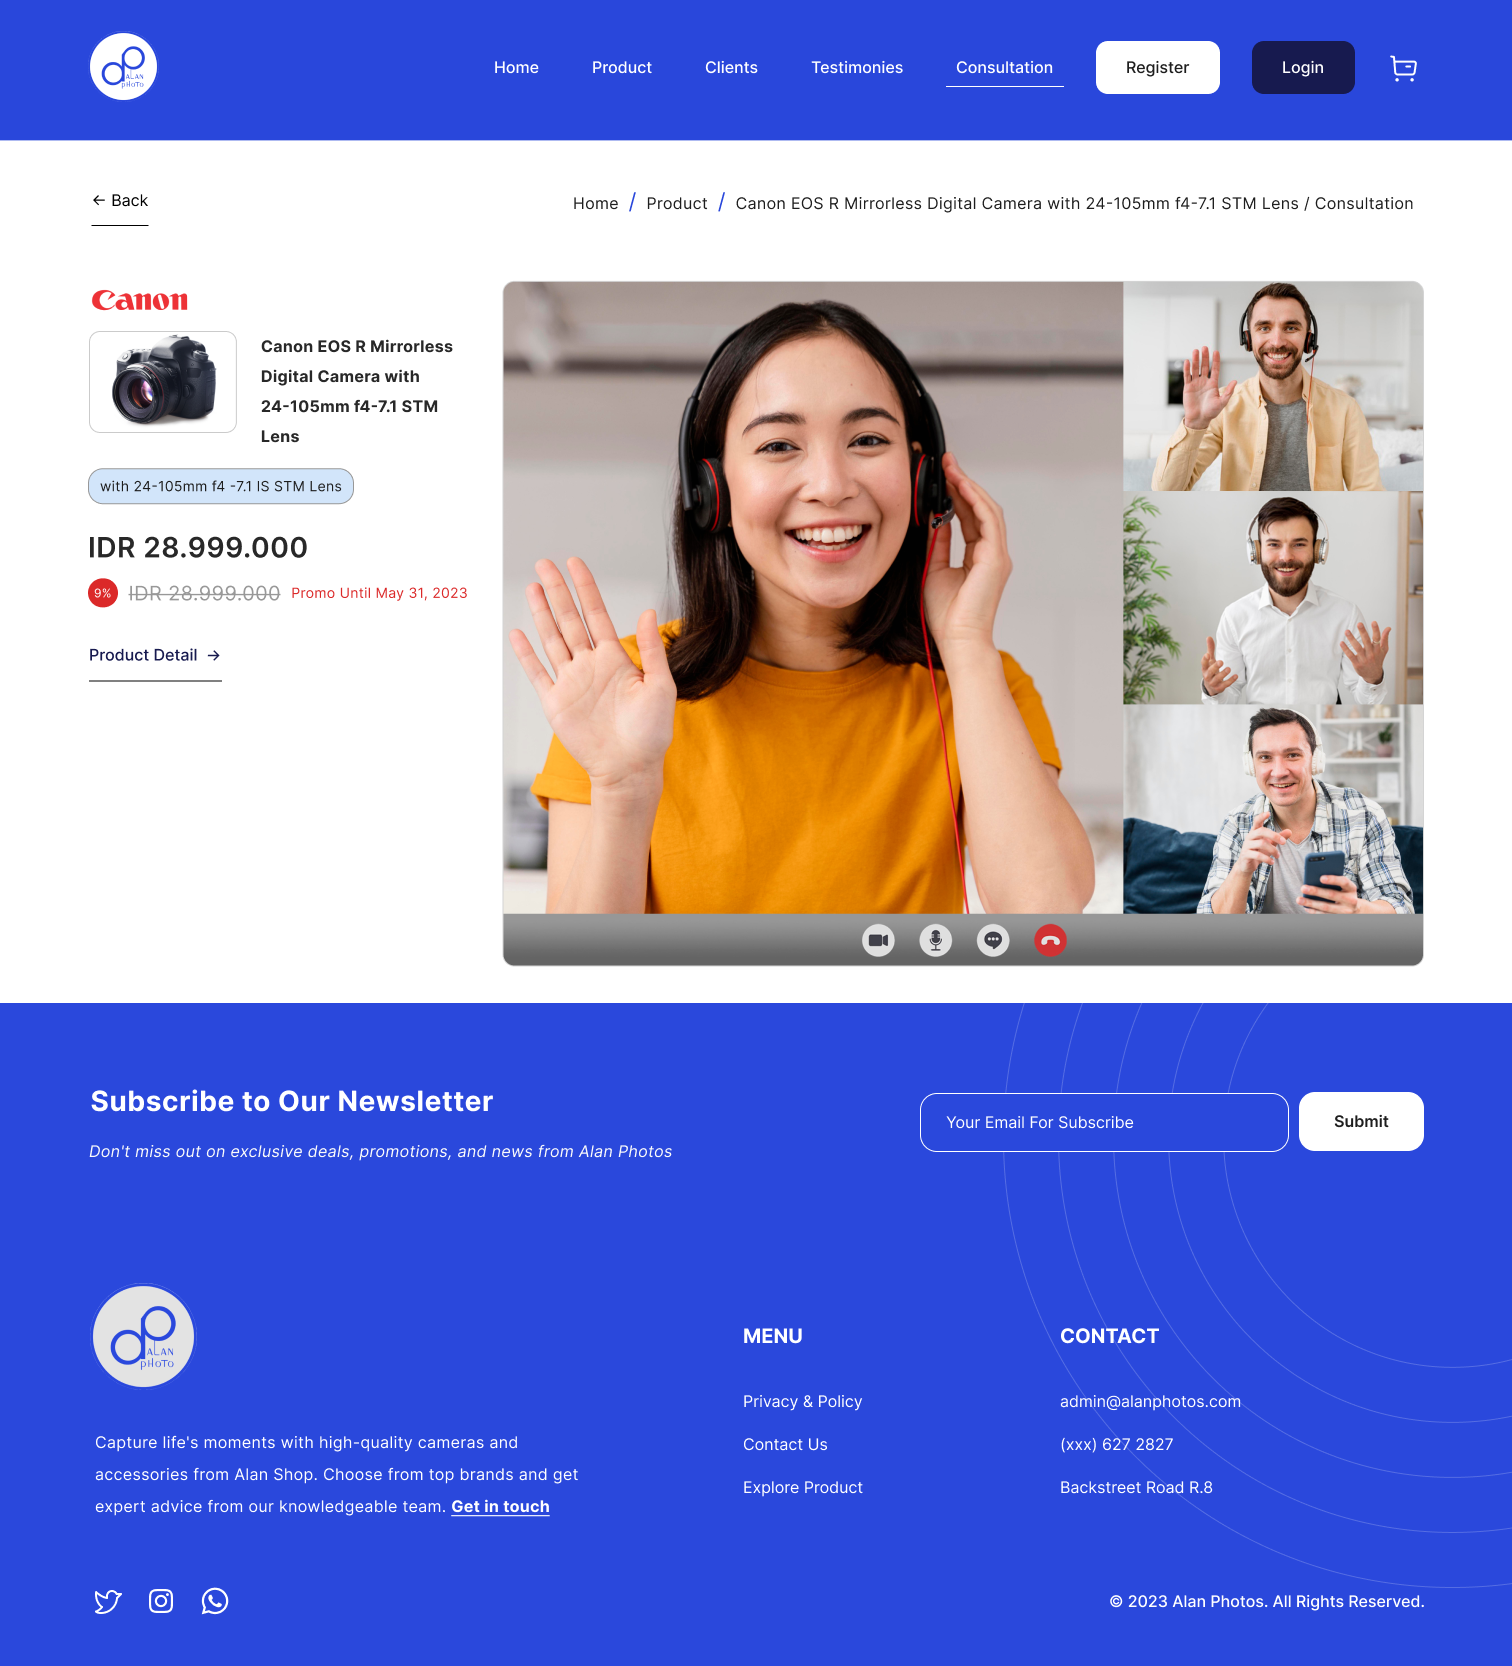 ALAN
PHOTO
Home Product Clients Testimonies Consultation Register Login
← Back
Home / Product / Canon EOS R Mirrorless Digital Camera with 24-105mm f4-7.1 STM Lens / Consultation
Canon
Canon EOS R Mirrorless
Digital Camera with
24-105mm f4-7.1 STM
Lens
with 24-105mm f4 -7.1 IS STM Lens
IDR 28.999.000
9% IDR 28.999.000 Promo Until May 31, 2023
Product Detail →
Subscribe to Our Newsletter
Don't miss out on exclusive deals, promotions, and news from Alan Photos
Your Email For Subscribe
Submit
ALAN
PHOTO
Capture life's moments with high-quality cameras and
accessories from Alan Shop. Choose from top brands and get
expert advice from our knowledgeable team. Get in touch
MENU
Privacy & Policy
Contact Us
Explore Product
CONTACT
admin@alanphotos.com
(xxx) 627 2827
Backstreet Road R.8
© 2023 Alan Photos. All Rights Reserved.